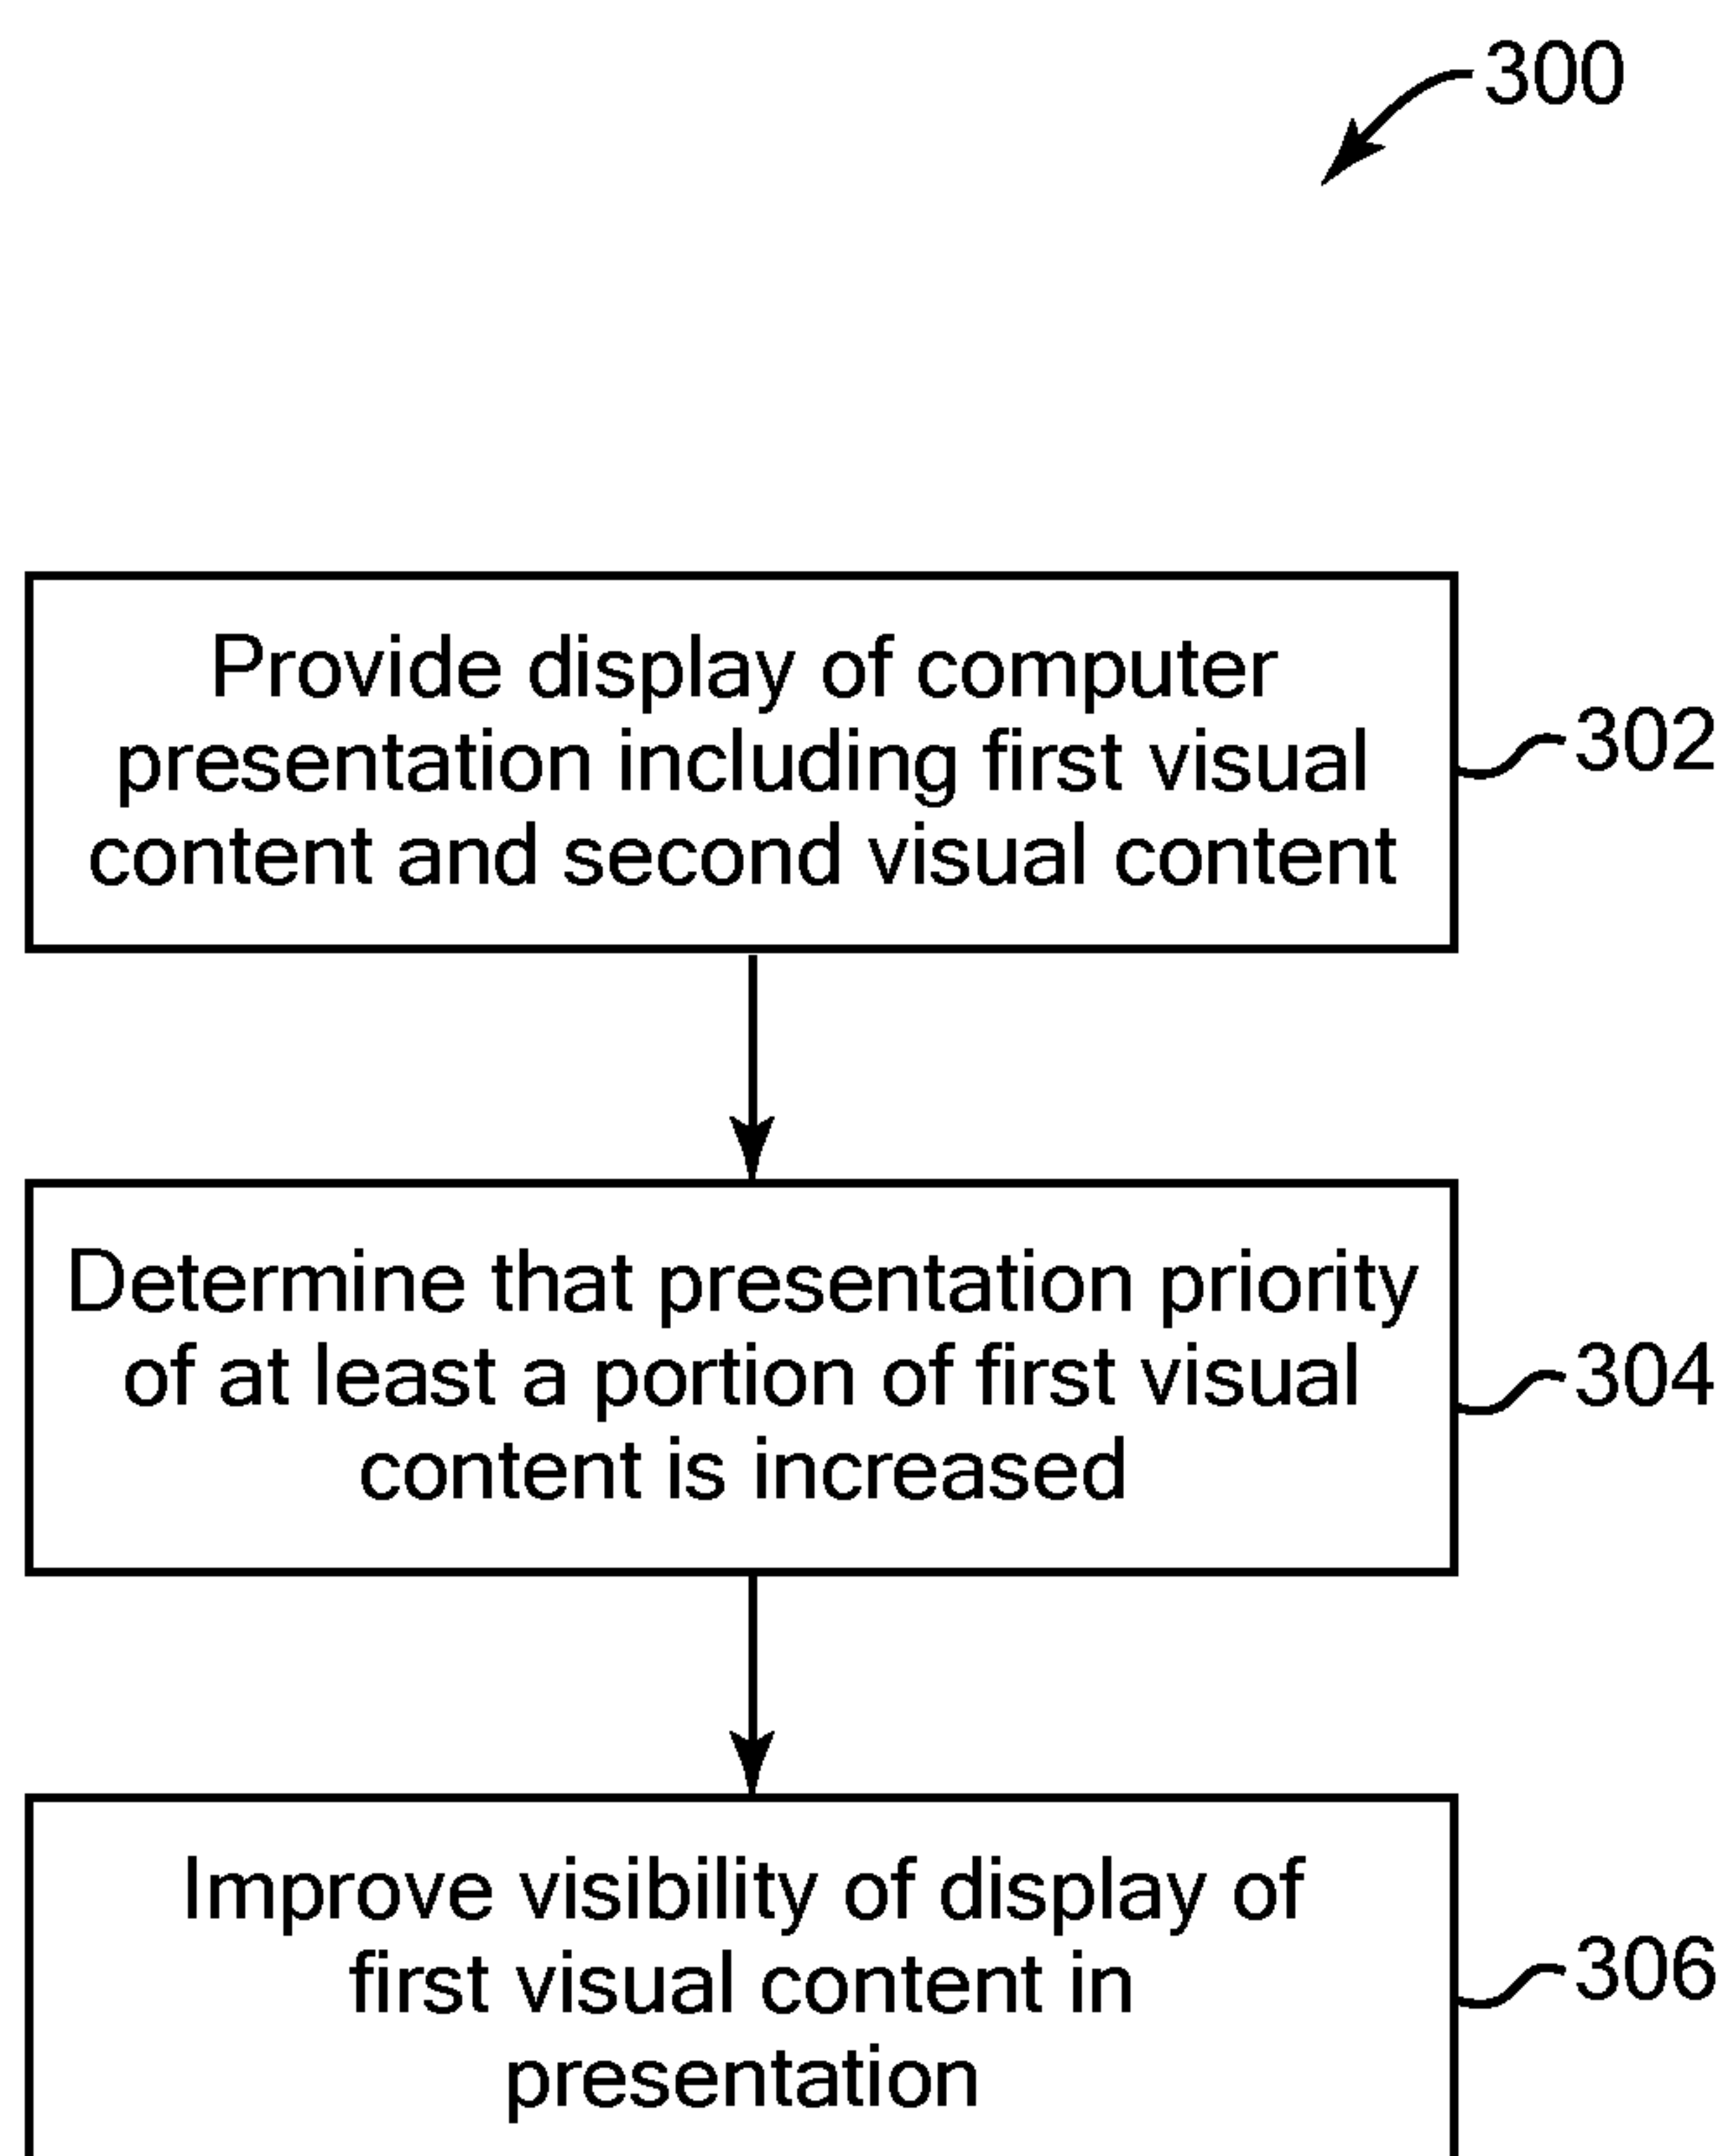 300
Provide display of computer
presentation including first visual
content and second visual content
302
Determine that presentation priority
of at least a portion of first visual
content is increased
304
Improve visibility of display of
first visual content in
presentation
306